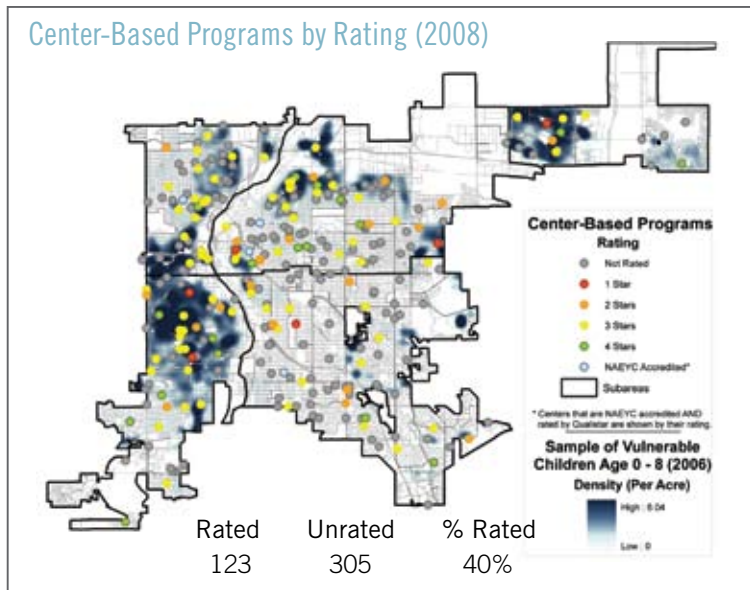 Center-Based Programs by Rating (2008)
Center-Based Programs
Rating
Not Rated
1 Star
2 Stars
3 Stars
4 Stars
NAEYC Accredited*
Subareas
* Centers that are NAEYC accredited AND
rated by Qualistar are shown by their rating.
Sample of Vulnerable
Children Age 0 - 8 (2006)
Density (Per Acre)
High : 6.04
Low : 0
Rated Unrated % Rated
123 305 40%